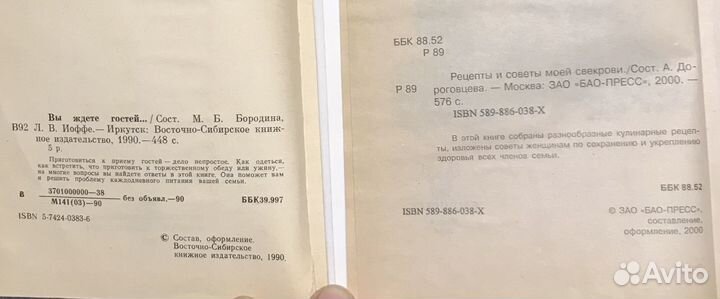 Вы ждете гостей... / Сост. М. Б. Бородина,
В92 Л. В. Иоффе.— Иркутск: Восточно-Сибирское книж-
ное издательство, 1990.—448 с.
5 р.
Приготовиться к приему гостей — дело непростое. Как одеться,
как встретить, что приготовить к торжественному обеду или ужину,—
на многие вопросы вы найдете ответы в этой книге. Она поможет вам
и решить проблему каждодневного питания вашей семьи.
В 3701000000—38
М141(03)—90 без объявл.—90 ББК39.997
ISBN 5-7424-0383-6
© Состав, оформление.
Восточно-Сибирское
книжное издательство, 1990.
ББК 88.52
Р 89
Рецепты и советы моей свекрови./Сост. А. До-
Р 89 роговцева. — Москва: ЗАО «БАО-ПРЕСС», 2000. —
576 с.
ISBN 589-886-038-X
В этой книге собраны разнообразные кулинарные рецеп-
ты, изложены советы женщинам по сохранению и укреплению
здоровья всех членов семьи.
ББК 88.52
ISBN 589-886-038-X
© ЗАО «БАО-ПРЕСС»,
составление,
оформление, 2000
Avito